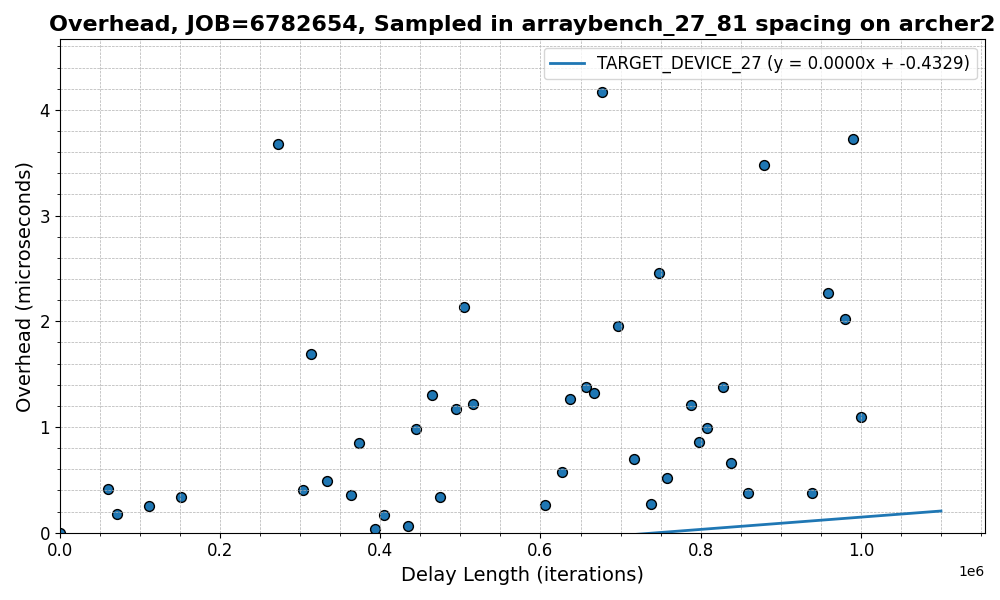 Overhead, JOB=6782654, Sampled in arraybench_27_81 spacing on archer2
TARGET_DEVICE_27 (y = 0.0000x + -0.4329)
Overhead (microseconds)
4
3
2
1
0
0.0 0.2 0.4 0.6 0.8 1.0
1e6
Delay Length (iterations)